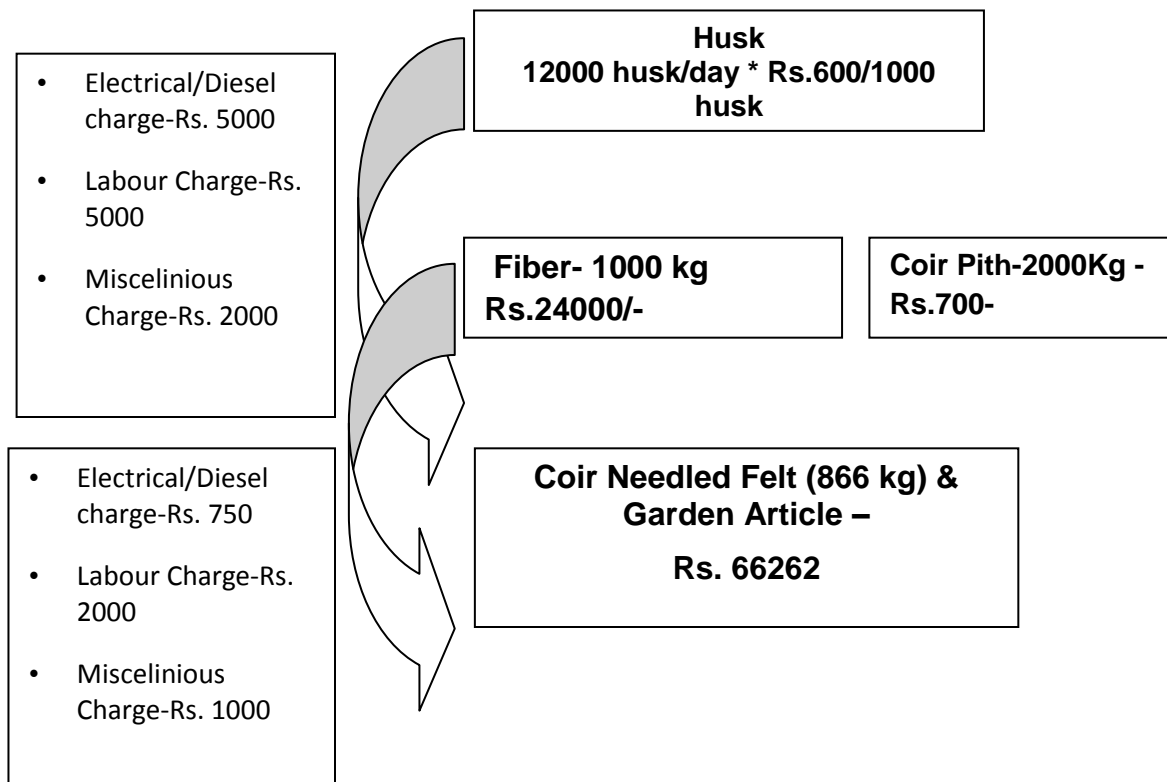 Husk
12000 husk/day * Rs.600/1000
husk
• Electrical/Diesel
charge-Rs. 5000
• Labour Charge-Rs.
5000
• Miscelinious
Charge-Rs. 2000
Fiber- 1000 kg
Rs.24000/-
Coir Pith-2000Kg -
Rs.700-
• Electrical/Diesel
charge-Rs. 750
• Labour Charge-Rs.
2000
• Miscelinious
Charge-Rs. 1000
Coir Needled Felt (866 kg) &
Garden Article –
Rs. 66262